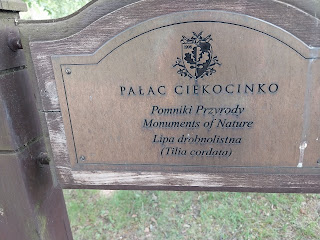 PAŁAC CIEKOCINKO
Pomniki Przyrody
Monuments of Nature
Lipa drobnolistna
(Tilia cordata)